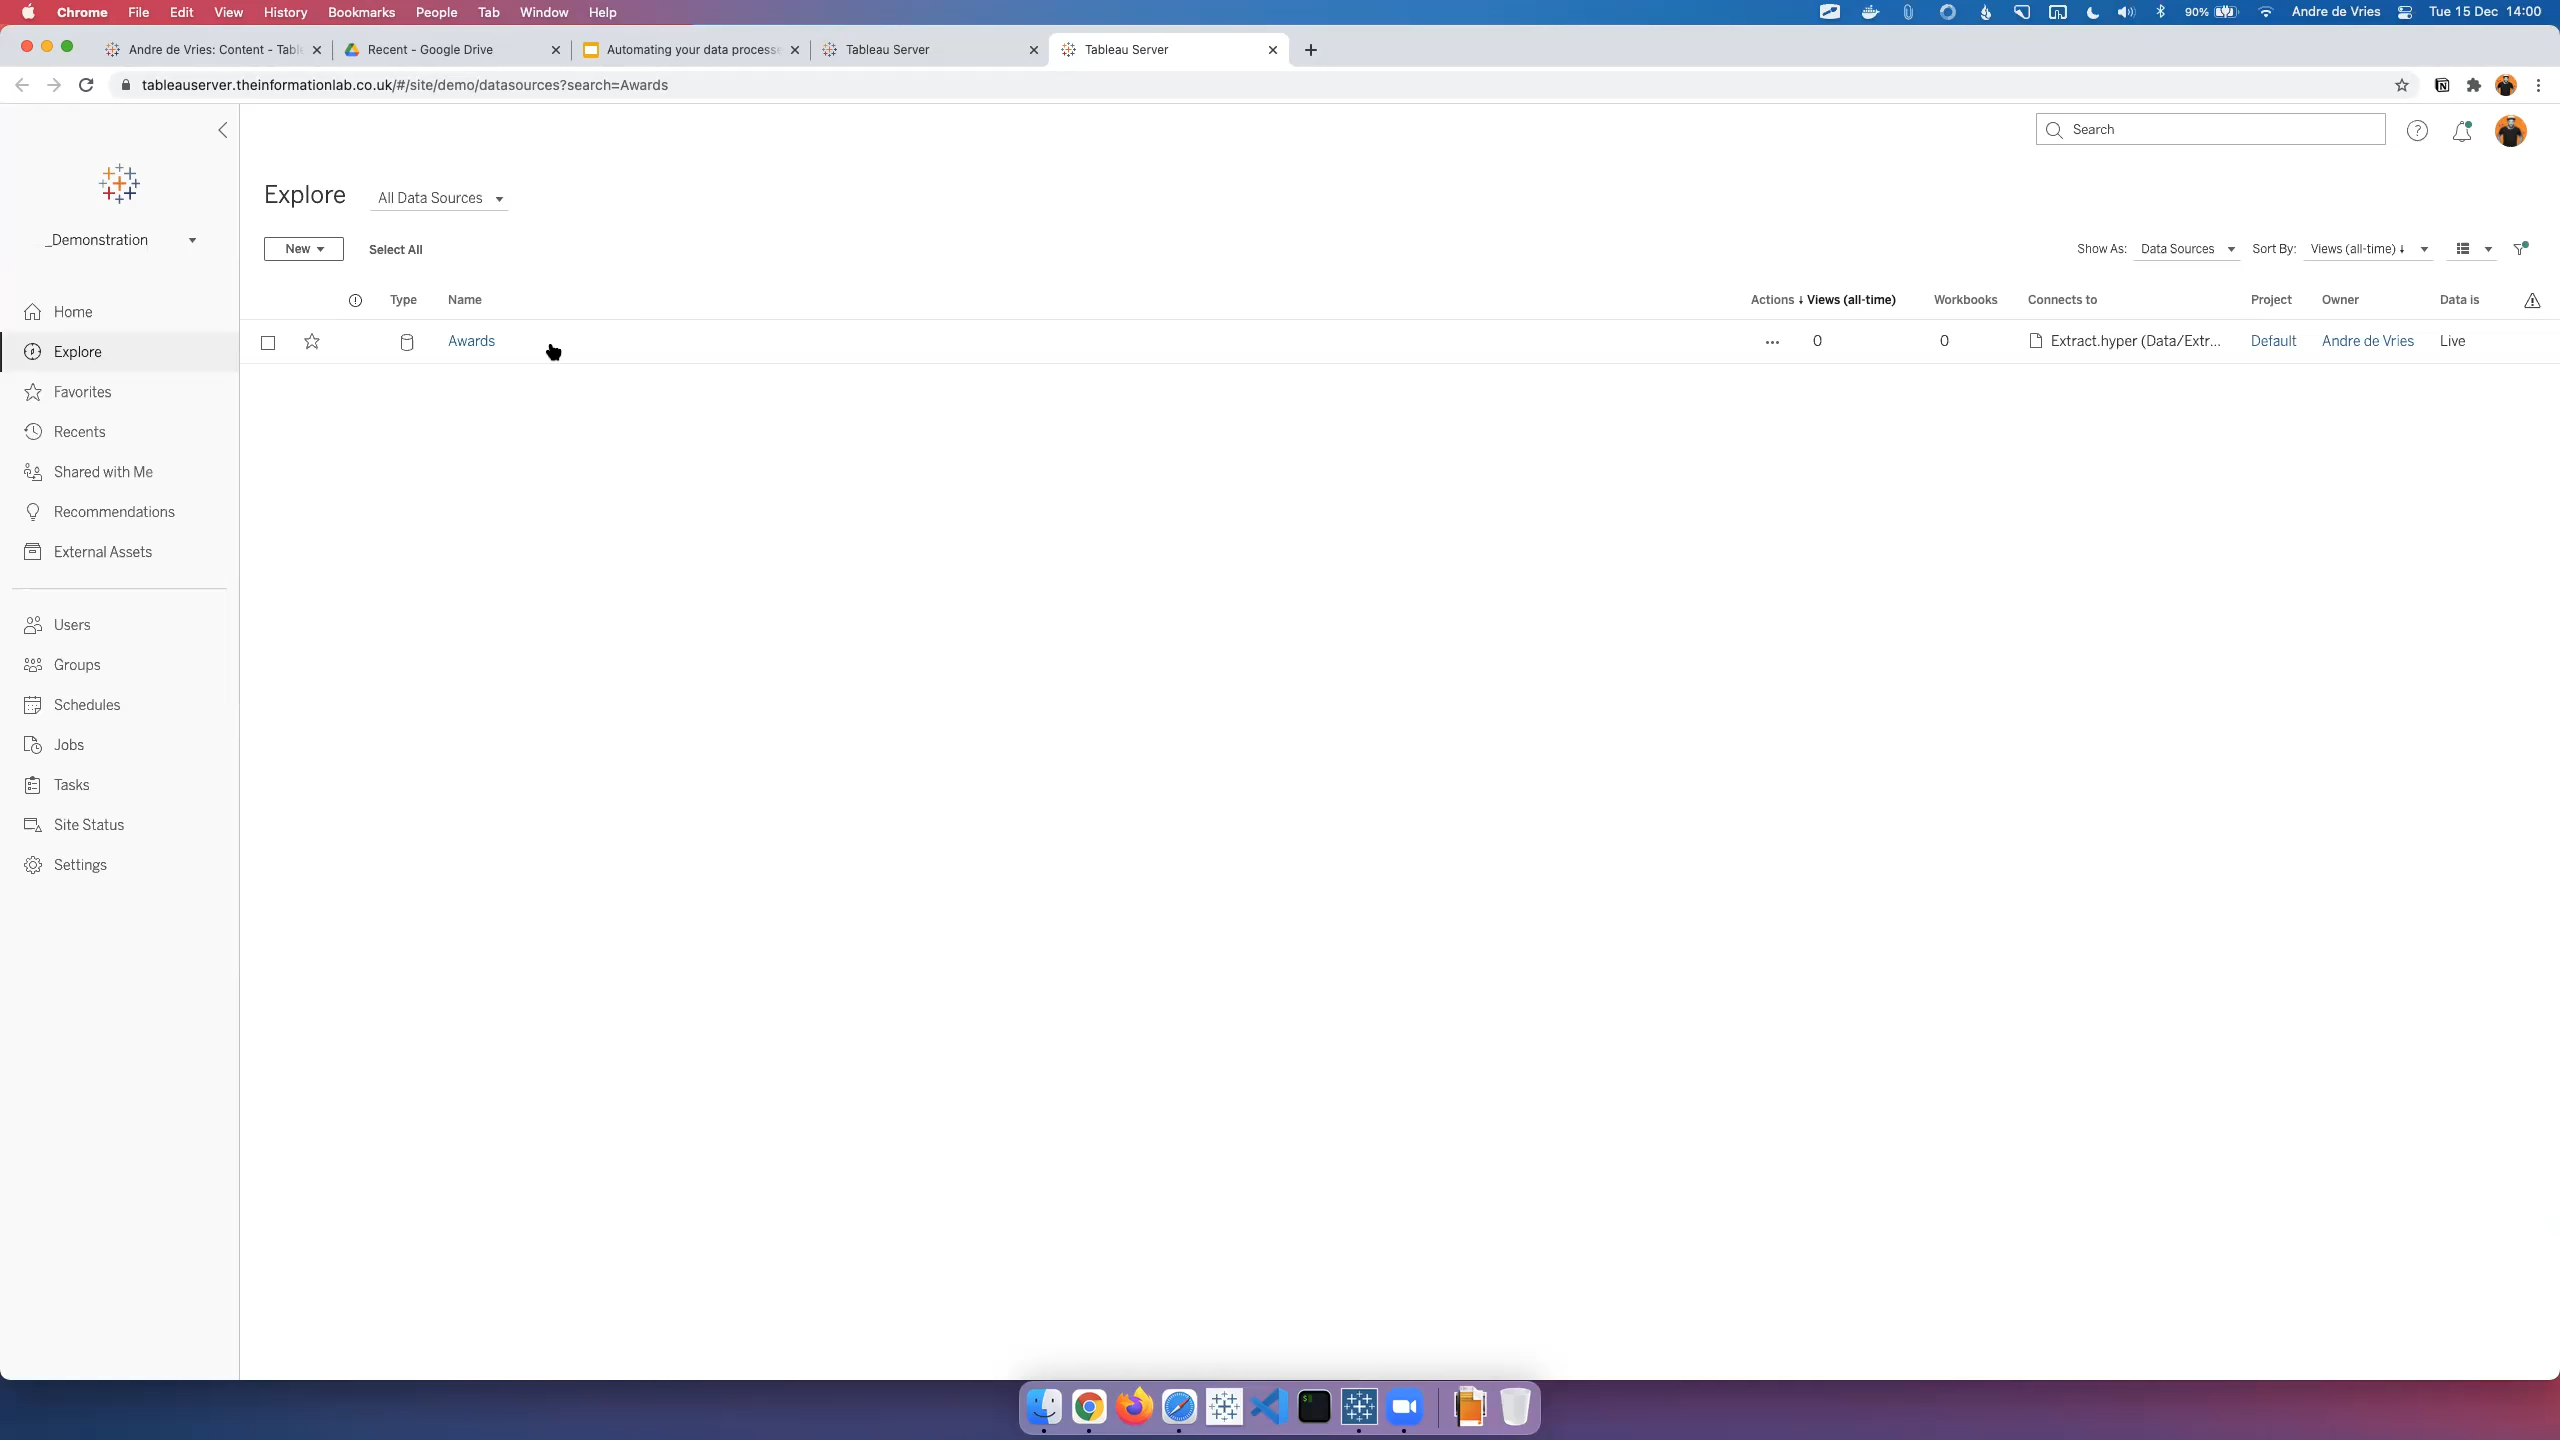 Chrome File Edit View History Bookmarks People Tab Window Help 90% Andre de Vries Tue 15 Dec 14:00
Andre de Vries: Content - Table Recent - Google Drive Automating your data processe Tableau Server Tableau Server
tableauserver.theinformationlab.co.uk/#/site/demo/datasources?search=Awards
Search
_Demonstration
Home
Explore
Favorites
Recents
Shared with Me
Recommendations
External Assets
Users
Groups
Schedules
Jobs
Tasks
Site Status
Settings
Explore All Data Sources
New Select All Show As: Data Sources Sort By: Views (all-time) ↓
Type Name Actions ↓ Views (all-time) Workbooks Connects to Project Owner Data is
Awards ··· 0 0 Extract.hyper (Data/Extr... Default Andre de Vries Live